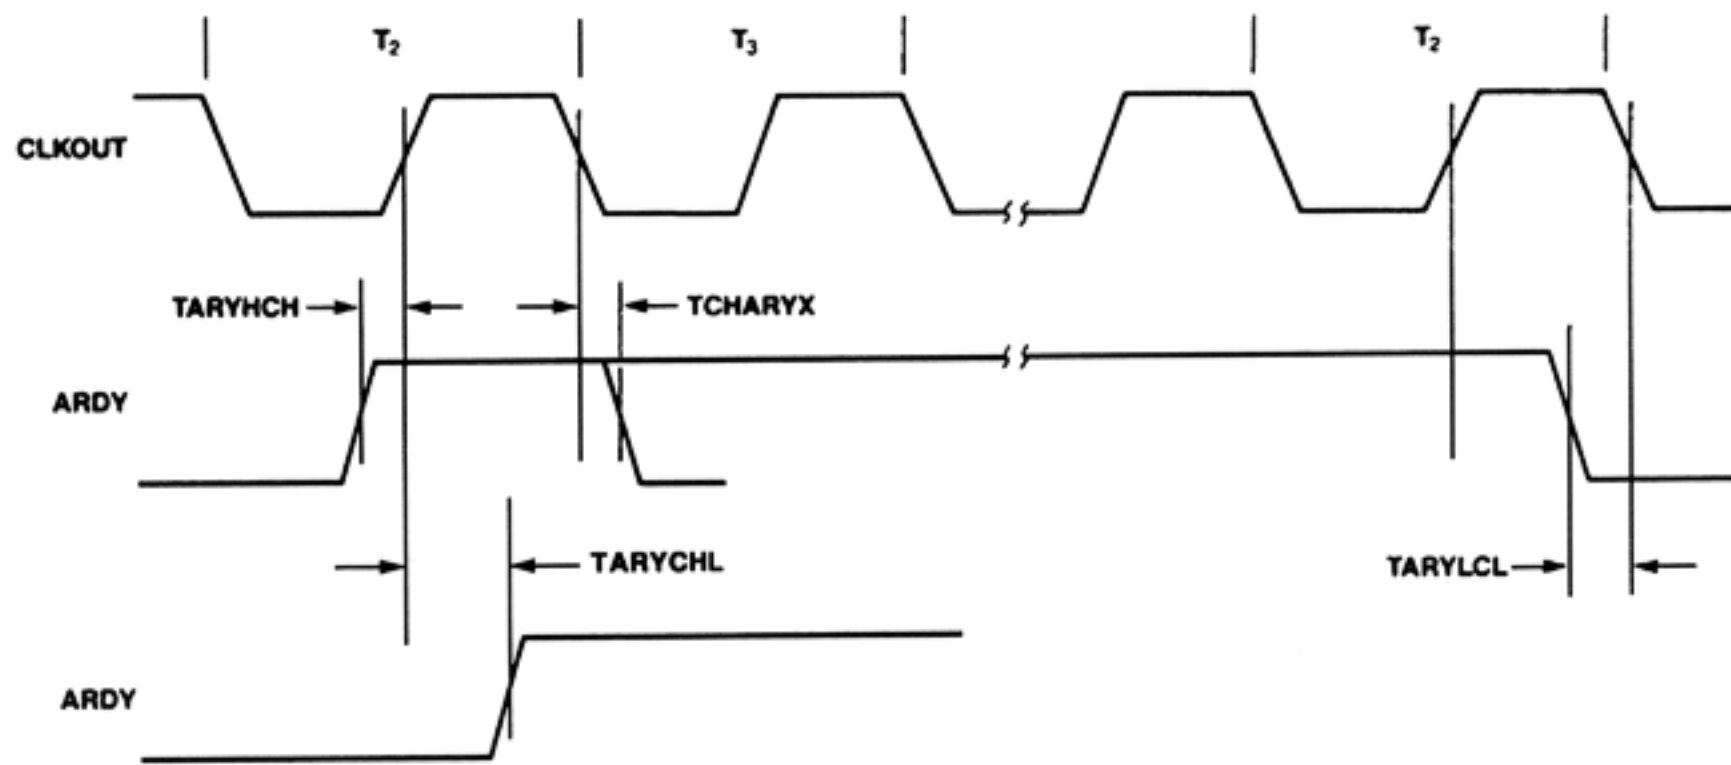 T₂
T₃
T₂
CLKOUT
TARYHCH
TCHARYX
ARDY
TARYCHL
TARYLCL
ARDY